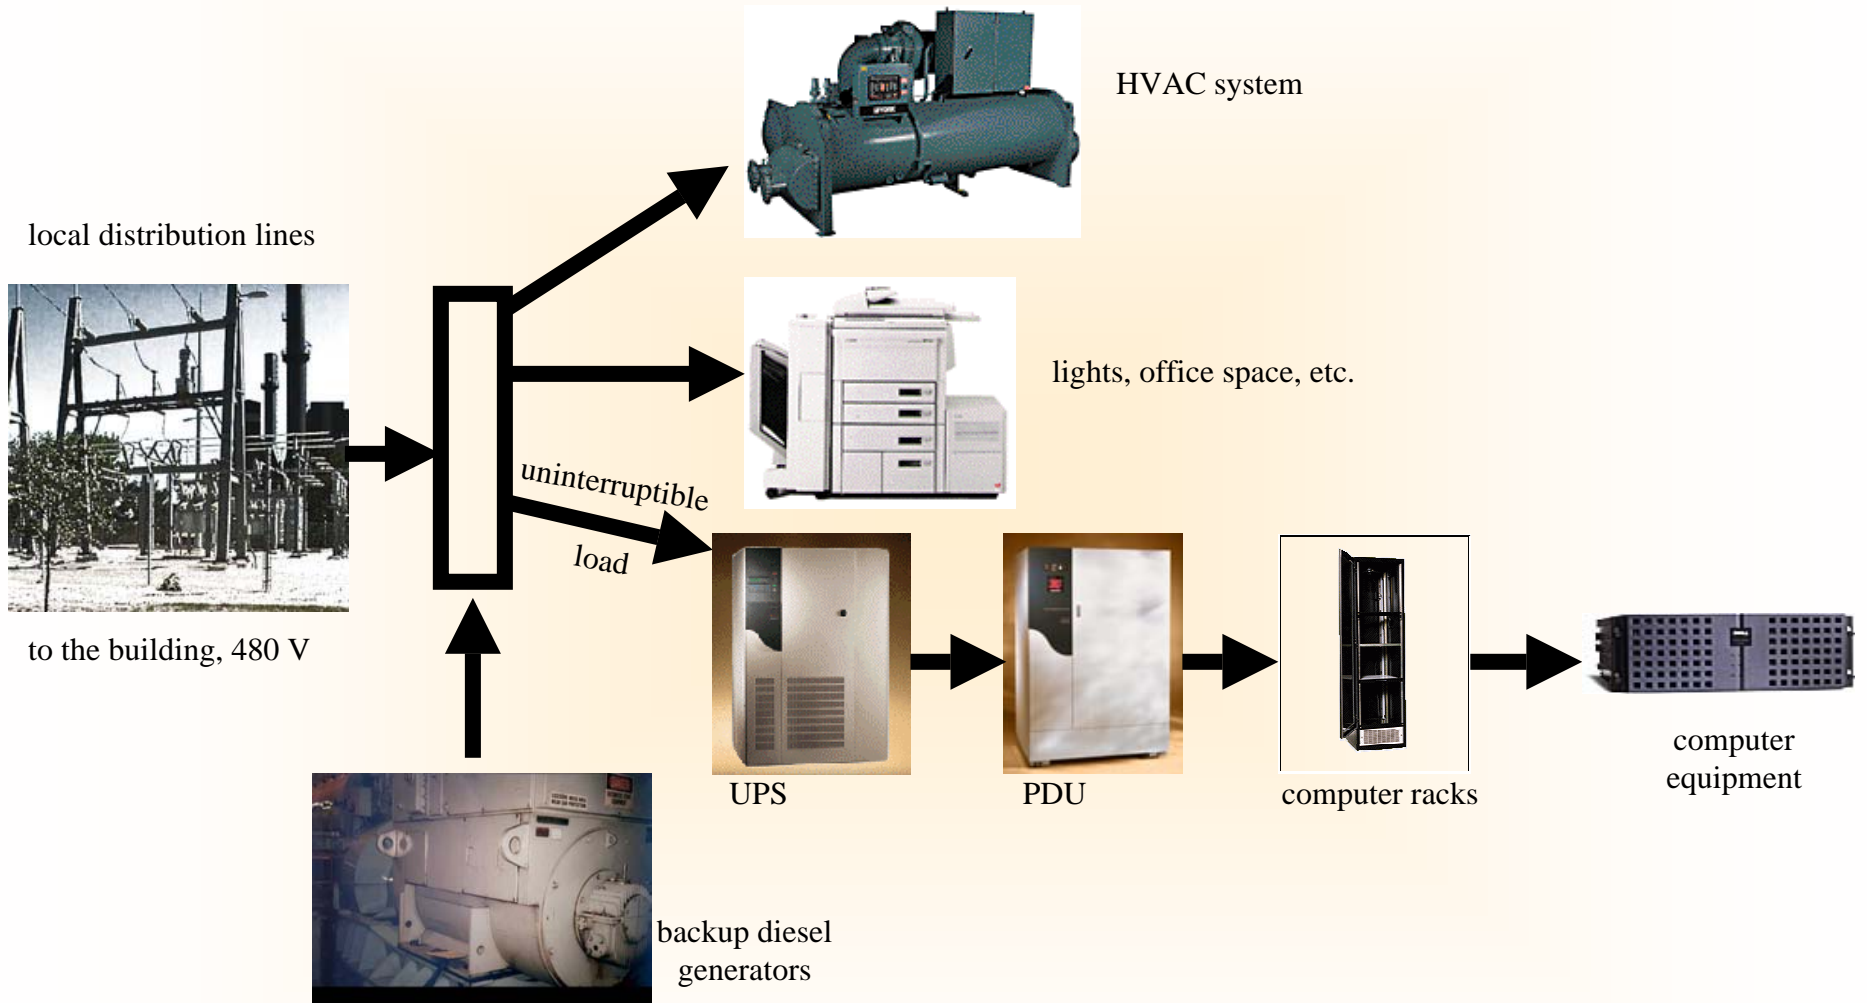 HVAC system
local distribution lines
lights, office space, etc.
uninterruptible
load
to the building, 480 V
UPS
PDU
computer racks
computer
equipment
backup diesel
generators